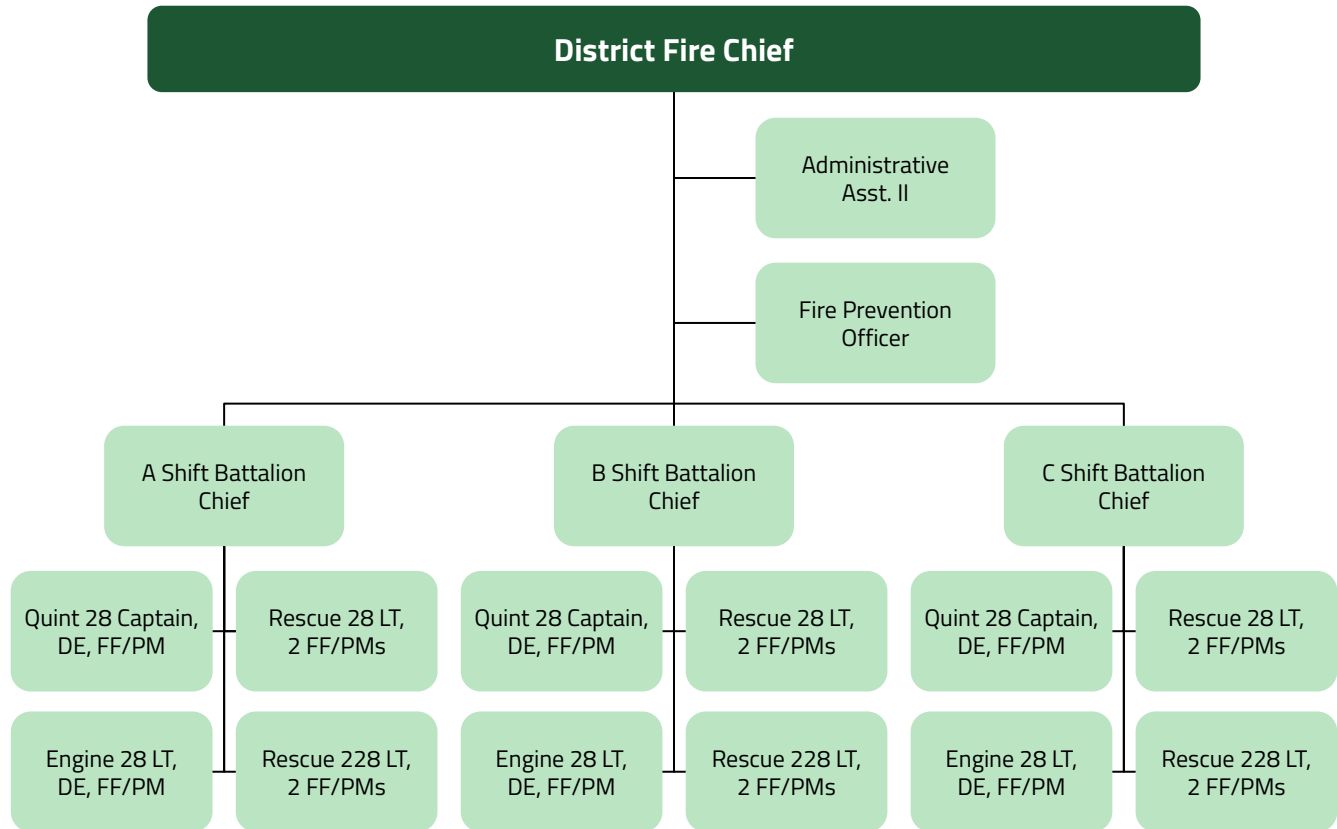 District Fire Chief
Administrative
Asst. II
Fire Prevention
Officer
A Shift Battalion
Chief
B Shift Battalion
Chief
C Shift Battalion
Chief
Quint 28 Captain,
DE, FF/PM
Rescue 28 LT,
2 FF/PMs
Quint 28 Captain,
DE, FF/PM
Rescue 28 LT,
2 FF/PMs
Quint 28 Captain,
DE, FF/PM
Rescue 28 LT,
2 FF/PMs
Engine 28 LT,
DE, FF/PM
Rescue 228 LT,
2 FF/PMs
Engine 28 LT,
DE, FF/PM
Rescue 228 LT,
2 FF/PMs
Engine 28 LT,
DE, FF/PM
Rescue 228 LT,
2 FF/PMs